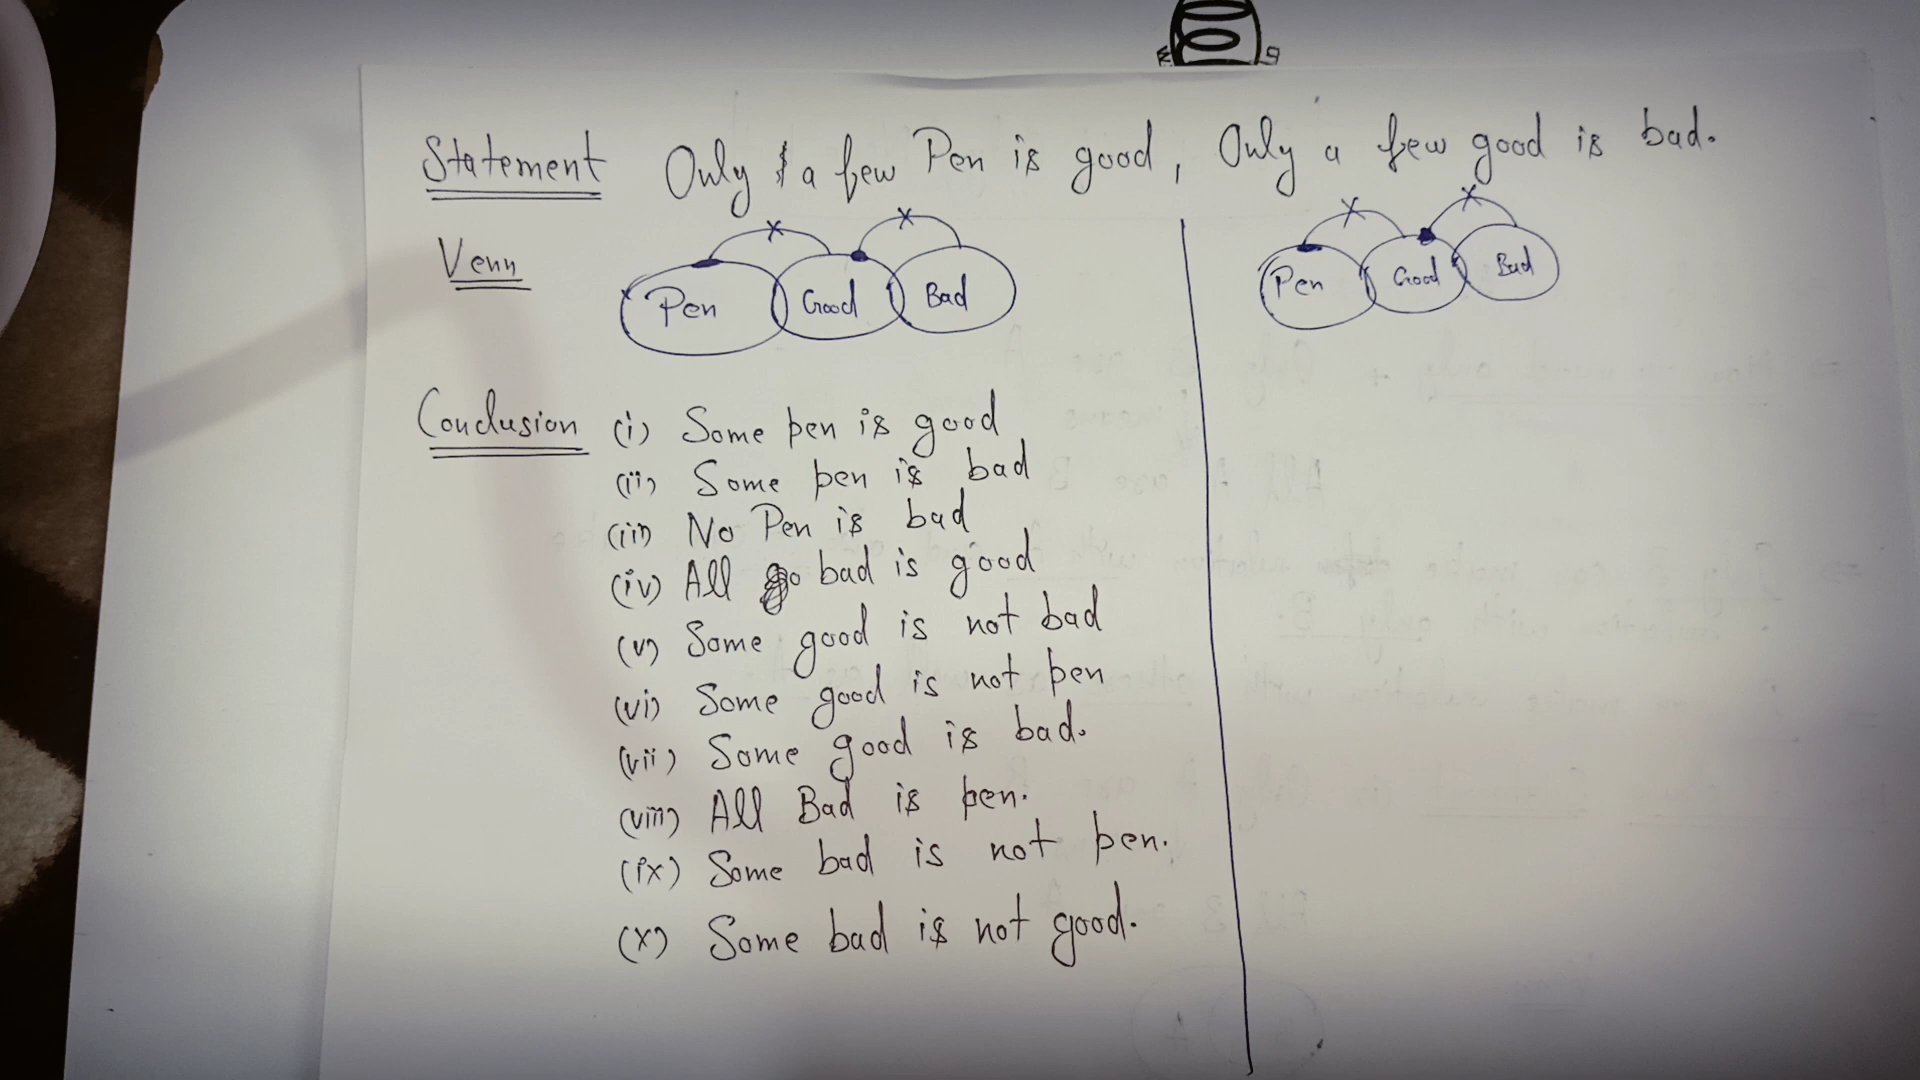 Statement Only a few Pen is good, Only a few good is bad.
Venn
Pen Good Bad
Pen Good Bad
Conclusion (i) Some pen is good
(ii) Some pen is bad
(iii) No Pen is bad
(iv) All bad is good
(v) Some good is not bad
(vi) Some good is not pen
(vii) Some good is bad.
(viii) All Bad is pen.
(ix) Some bad is not pen.
(x) Some bad is not good.